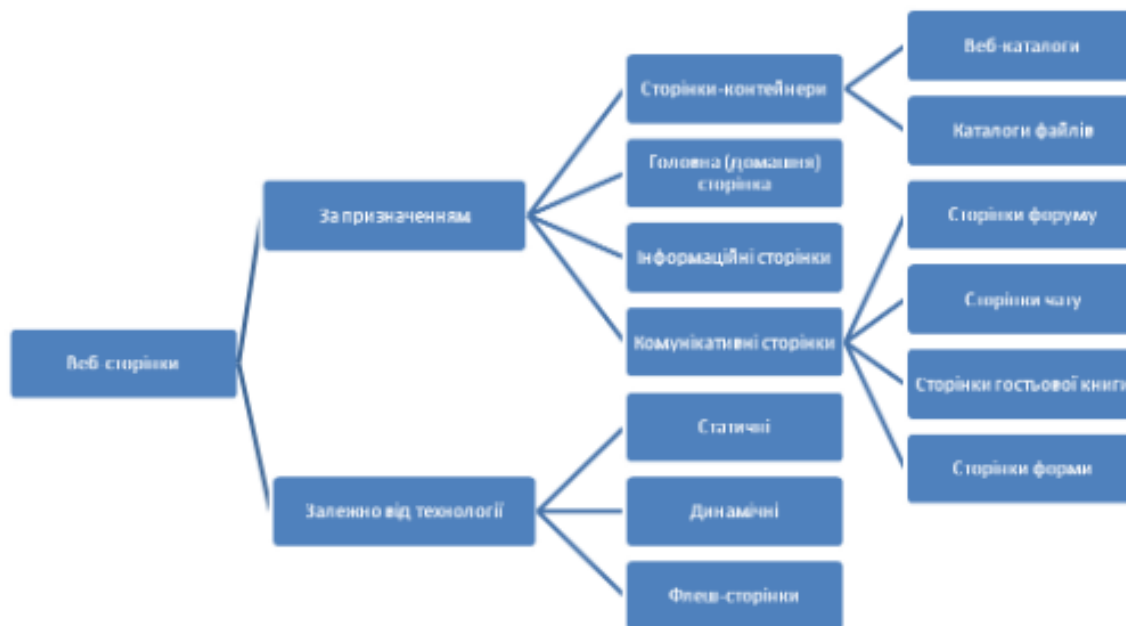 Веб-каталоги
Сторінки-контейнери
Каталоги файлів
Головна (домашня)
сторінка
За призначенням
Сторінки форуму
Інформаційні сторінки
Сторінки чату
Комунікативні сторінки
Веб сторінки
Сторінки гостьової книги
Статичні
Сторінки форми
Залежно від технології
Динамічні
Флеш-сторінки